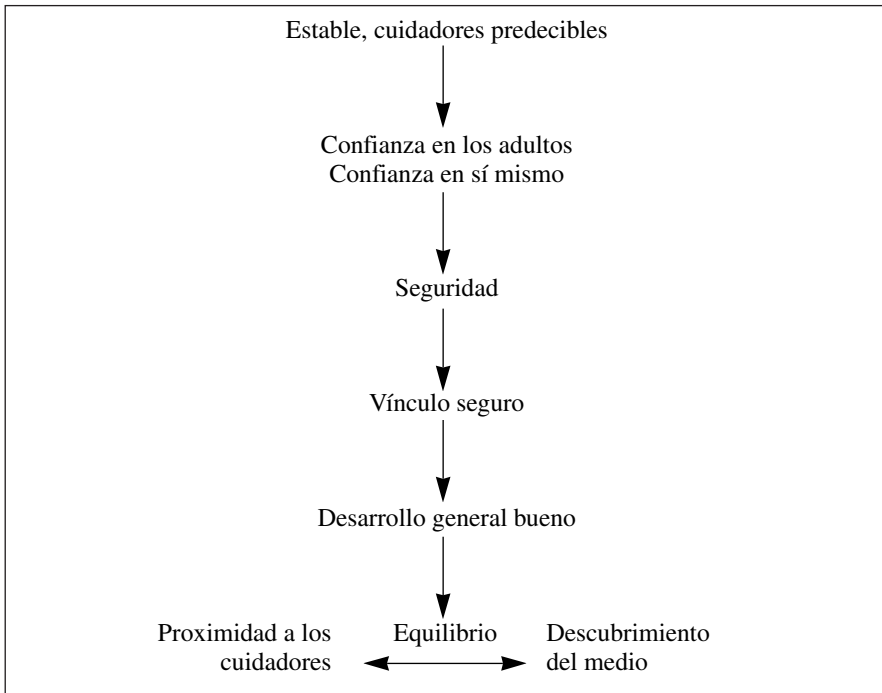 Estable, cuidadores predecibles
Confianza en los adultos
Confianza en sí mismo
Seguridad
Vínculo seguro
Desarrollo general bueno
Proximidad a los
cuidadores
Equilibrio
Descubrimiento
del medio